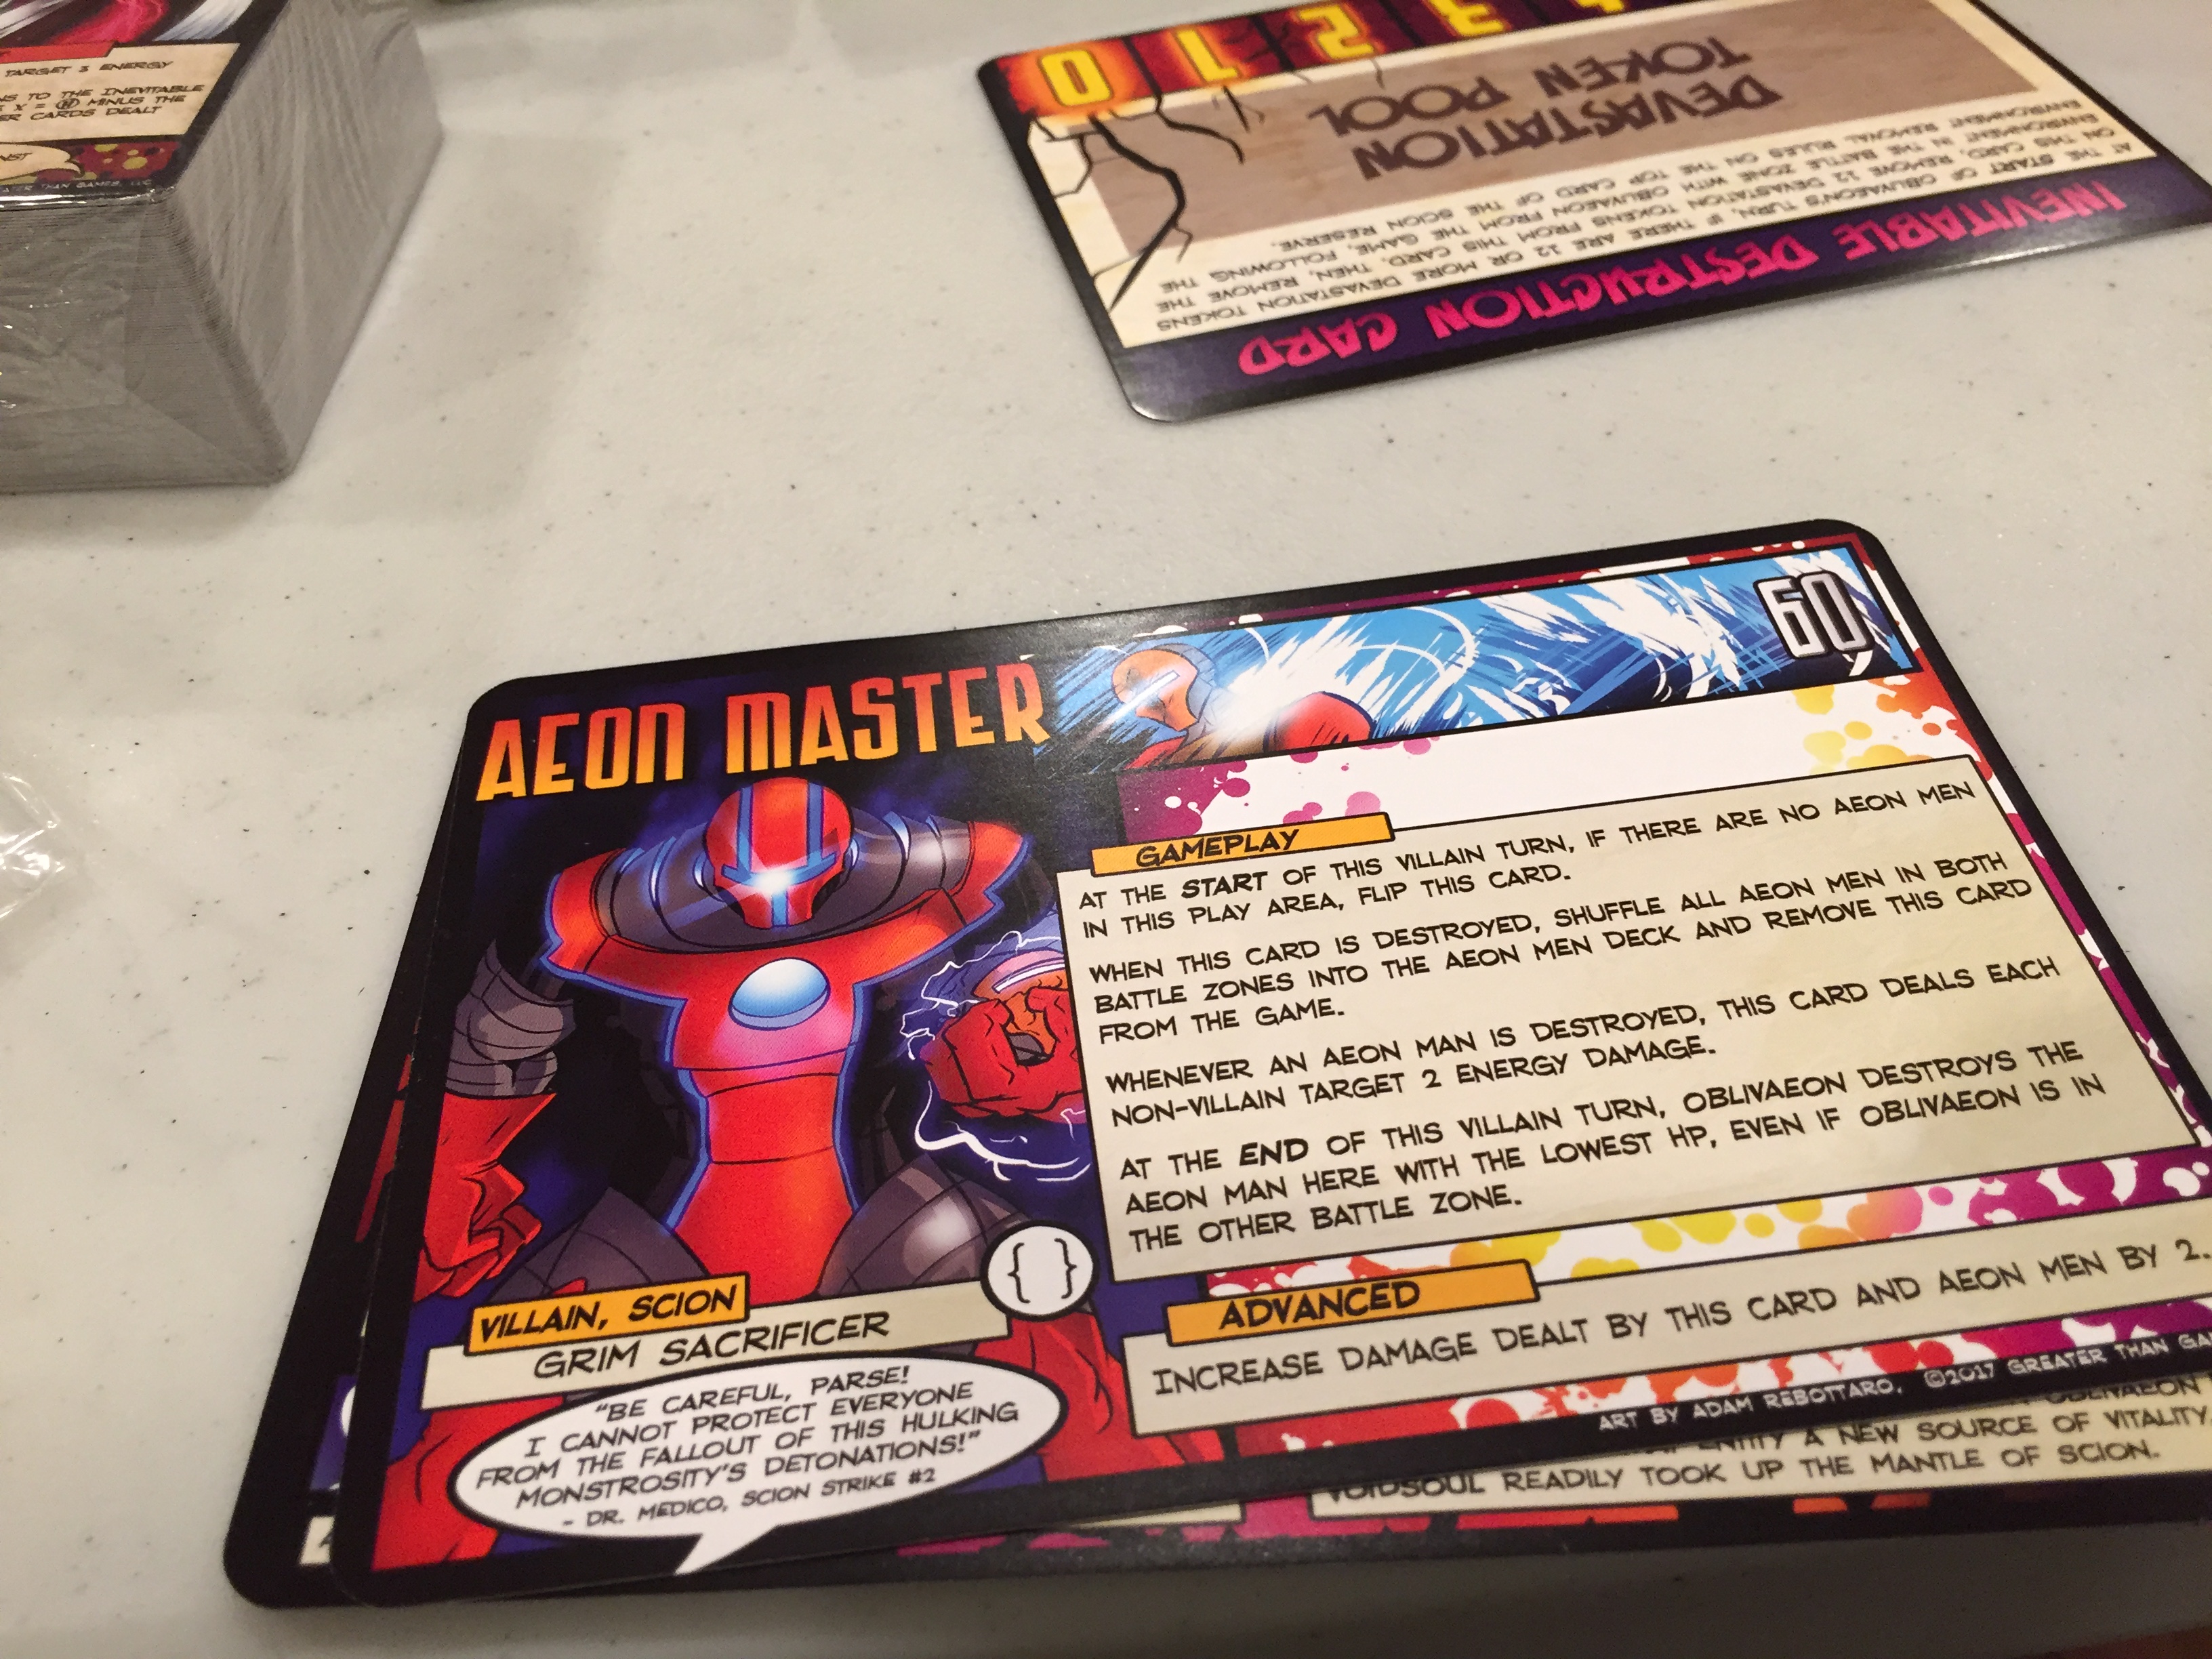 TARGET 3 ENERGY
NS TO THE INEVITABLE
X = H MINUS THE
ER CARDS DEALT
NST
ATER THAN GAMES, LLC
0 1 2 3
DEVASTATION
TOKEN POOL
AT THE START OF OBLIVAEON'S TURN, IF THERE ARE 12 OR MORE DEVASTATION TOKENS
ON THIS CARD, REMOVE 12 DEVASTATION TOKENS FROM THIS CARD. THEN, REMOVE THE
ENVIRONMENT IN THE BATTLE ZONE WITH OBLIVAEON FROM THE GAME, FOLLOWING THE
ENVIRONMENT REMOVAL RULES ON THE TOP CARD OF THE SCION RESERVE.
INEVITABLE DESTRUCTION CARD
AEON MASTER
60
GAMEPLAY
AT THE START OF THIS VILLAIN TURN, IF THERE ARE NO AEON MEN
IN THIS PLAY AREA, FLIP THIS CARD.
WHEN THIS CARD IS DESTROYED, SHUFFLE ALL AEON MEN IN BOTH
BATTLE ZONES INTO THE AEON MEN DECK AND REMOVE THIS CARD
FROM THE GAME.
WHENEVER AN AEON MAN IS DESTROYED, THIS CARD DEALS EACH
NON-VILLAIN TARGET 2 ENERGY DAMAGE.
AT THE END OF THIS VILLAIN TURN, OBLIVAEON DESTROYS THE
AEON MAN HERE WITH THE LOWEST HP, EVEN IF OBLIVAEON IS IN
THE OTHER BATTLE ZONE.
{ }
VILLAIN, SCION
GRIM SACRIFICER
"BE CAREFUL, PARSE!
I CANNOT PROTECT EVERYONE
FROM THE FALLOUT OF THIS HULKING
MONSTROSITY'S DETONATIONS!"
- DR. MEDICO, SCION STRIKE #2
ADVANCED
INCREASE DAMAGE DEALT BY THIS CARD AND AEON MEN BY 2.
ART BY ADAM REBOTTARO. ©2017 GREATER THAN GA
OBLIVAEON
ENTITY A NEW SOURCE OF VITALITY,
VOIDSOUL READILY TOOK UP THE MANTLE OF SCION.